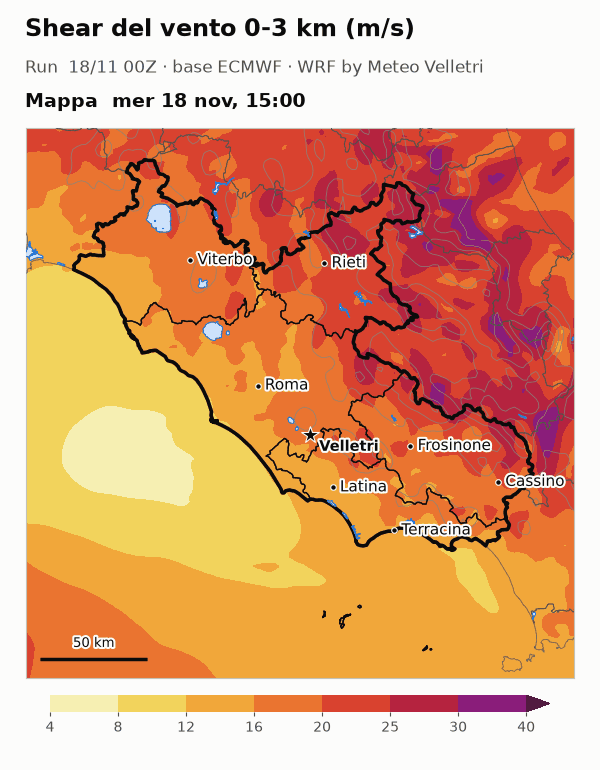 Shear del vento 0-3 km (m/s)
Run  18/11 00Z · base ECMWF · WRF by Meteo Velletri
Mappa  mer 18 nov, 15:00
Viterbo
Rieti
Roma
Velletri
Frosinone
Cassino
Latina
Terracina
50 km
4 8 12 16 20 25 30 40